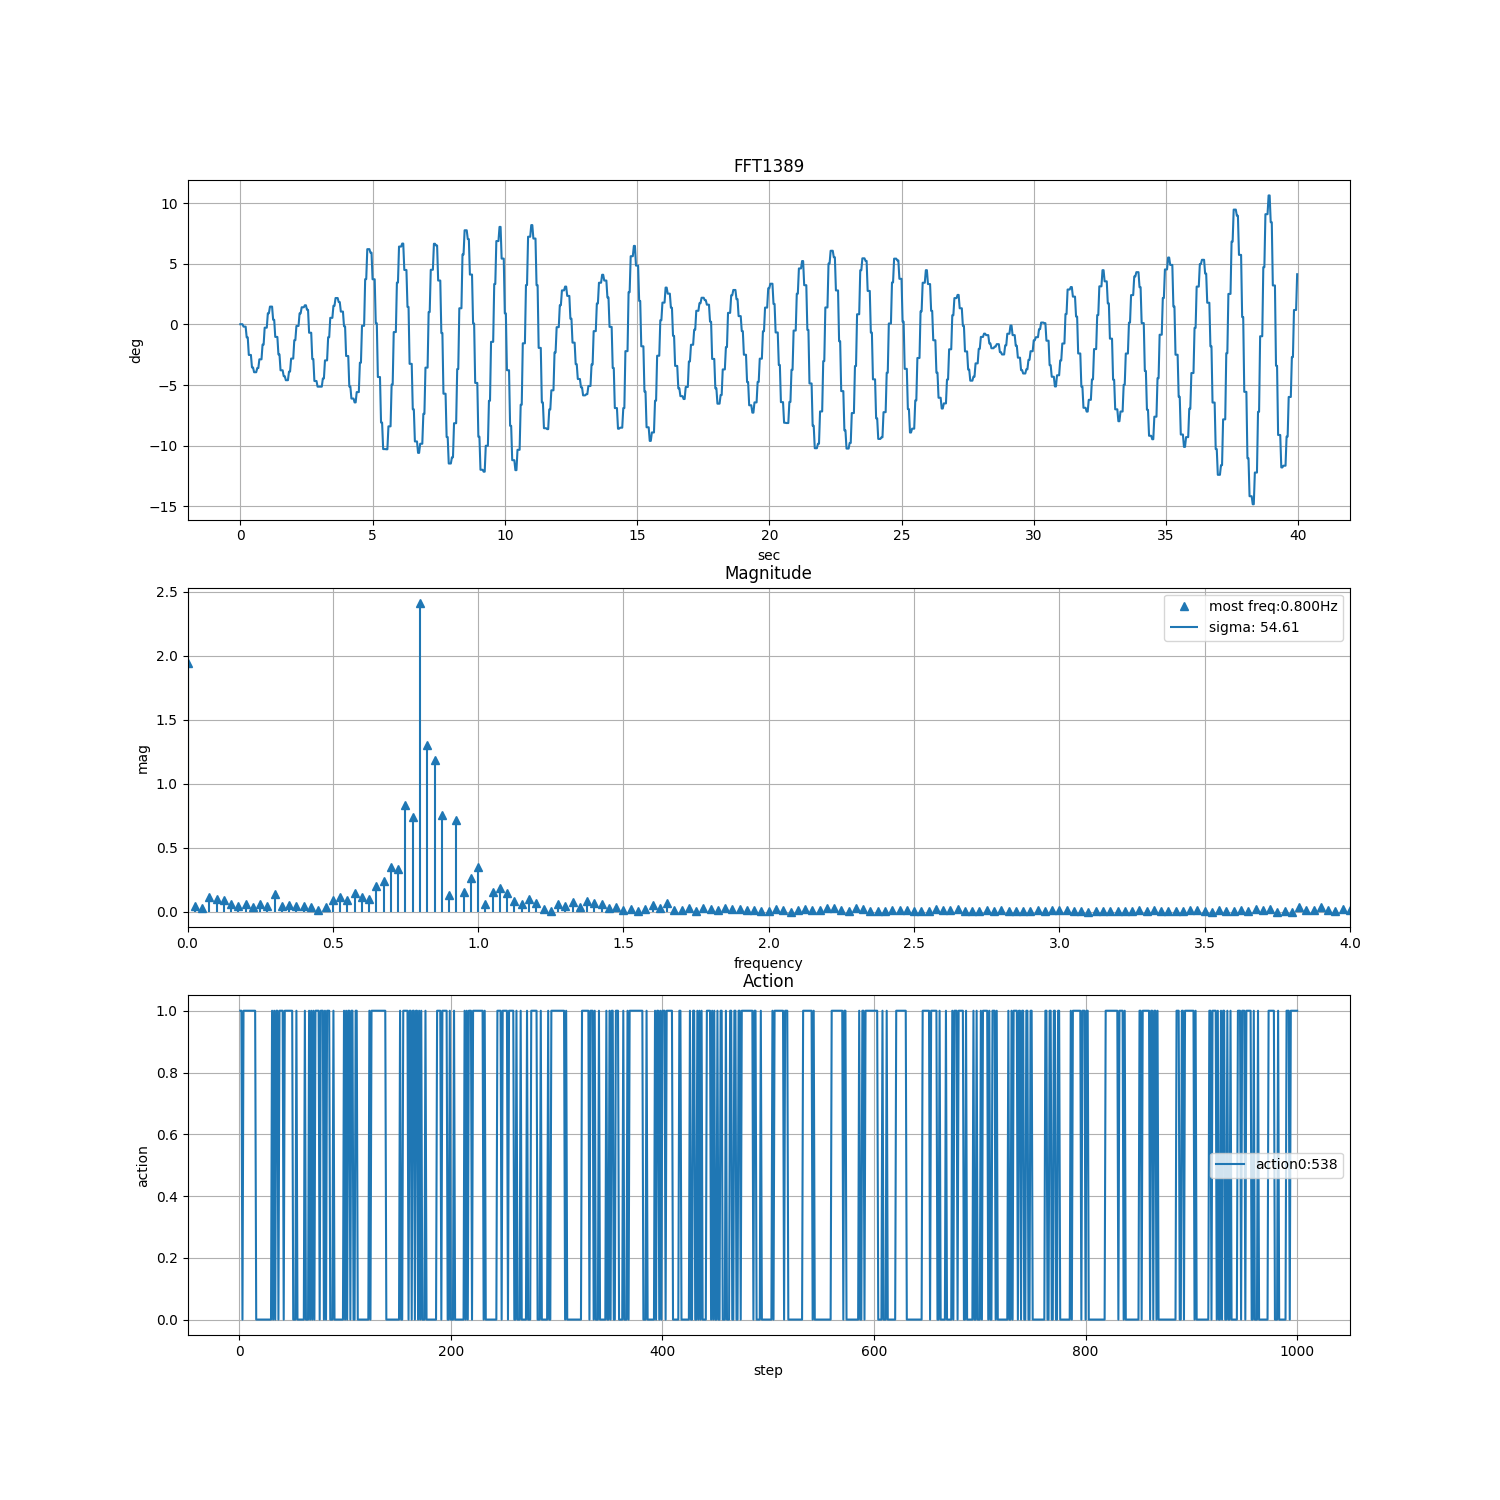 FFT1389
10
5
0
−5
−10
−15
deg
0 5 10 15 20 25 30 35 40
sec
Magnitude
2.5
2.0
1.5
1.0
0.5
0.0
mag
most freq:0.800Hz
sigma: 54.61
0.0 0.5 1.0 1.5 2.0 2.5 3.0 3.5 4.0
frequency
Action
1.0
0.8
0.6
0.4
0.2
0.0
action
action0:538
0 200 400 600 800 1000
step